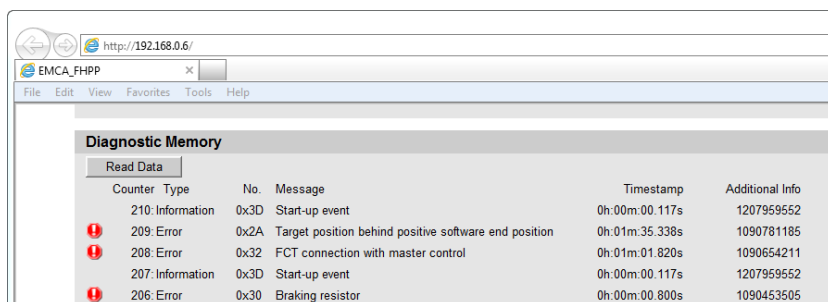 http://192.168.0.6/
EMCA_FHPP
File Edit View Favorites Tools Help
Diagnostic Memory
Read Data
Counter Type No. Message Timestamp Additional Info
210: Information 0x3D Start-up event 0h:00m:00.117s 1207959552
209: Error 0x2A Target position behind positive software end position 0h:01m:35.338s 1090781185
208: Error 0x32 FCT connection with master control 0h:01m:01.820s 1090654211
207: Information 0x3D Start-up event 0h:00m:00.117s 1207959552
206: Error 0x30 Braking resistor 0h:00m:00.800s 1090453505